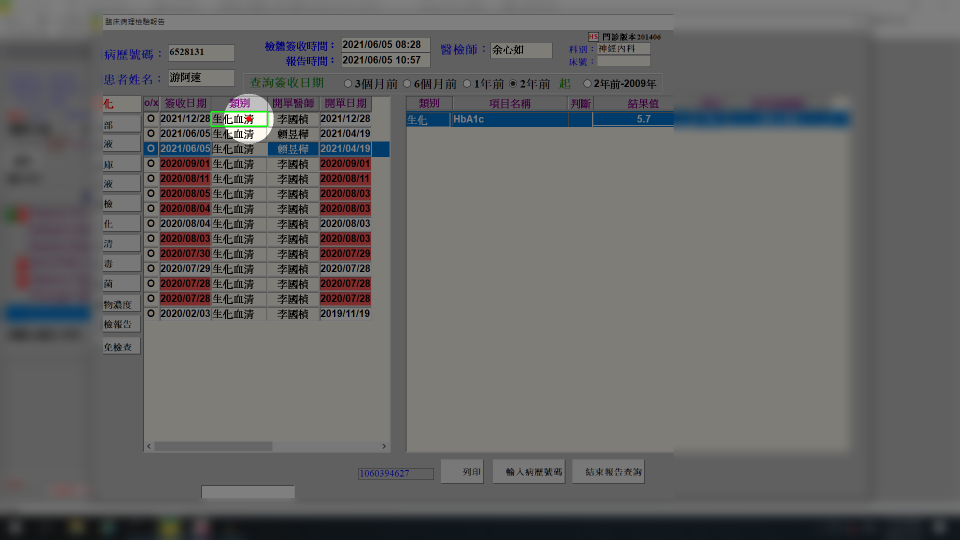 臨床病理檢驗報告
HS 門診版本201406
病歷號碼： 6528131 檢體簽收時間： 2021/06/05 08:28 醫檢師： 余心如 科別： 神經內科
報告時間： 2021/06/05 10:57 床號：
患者姓名： 游阿速 查詢簽收日期 3個月前 6個月前 1年前 2年前 起 2年前-2009年
化
部
液
庫
液
檢
化
清
毒
菌
物濃度
檢報告
免檢查
o/x 簽收日期 類別 開單醫師 開單日期
O 2021/12/28 生化血清 李國楨 2021/12/28
O 2021/06/05 生化血清 賴昱樺 2021/04/19
O 2021/06/05 生化血清 賴昱樺 2021/04/19
O 2020/09/01 生化血清 李國楨 2020/09/01
O 2020/08/11 生化血清 李國楨 2020/08/11
O 2020/08/05 生化血清 李國楨 2020/08/03
O 2020/08/04 生化血清 李國楨 2020/08/03
O 2020/08/04 生化血清 李國楨 2020/08/03
O 2020/08/03 生化血清 李國楨 2020/08/03
O 2020/07/30 生化血清 李國楨 2020/07/29
O 2020/07/29 生化血清 李國楨 2020/07/28
O 2020/07/28 生化血清 李國楨 2020/07/28
O 2020/07/28 生化血清 李國楨 2020/07/28
O 2020/02/03 生化血清 李國楨 2019/11/19
類別 項目名稱 判斷 結果值
生化 HbA1c 5.7
1060394627 列印 輸入病歷號碼 結束報告查詢